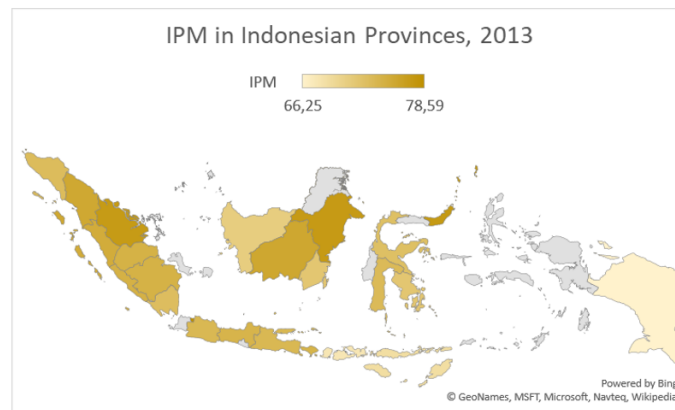 IPM in Indonesian Provinces, 2013
IPM
66,25 78,59
Powered by Bing
© GeoNames, MSFT, Microsoft, Navteq, Wikipedia